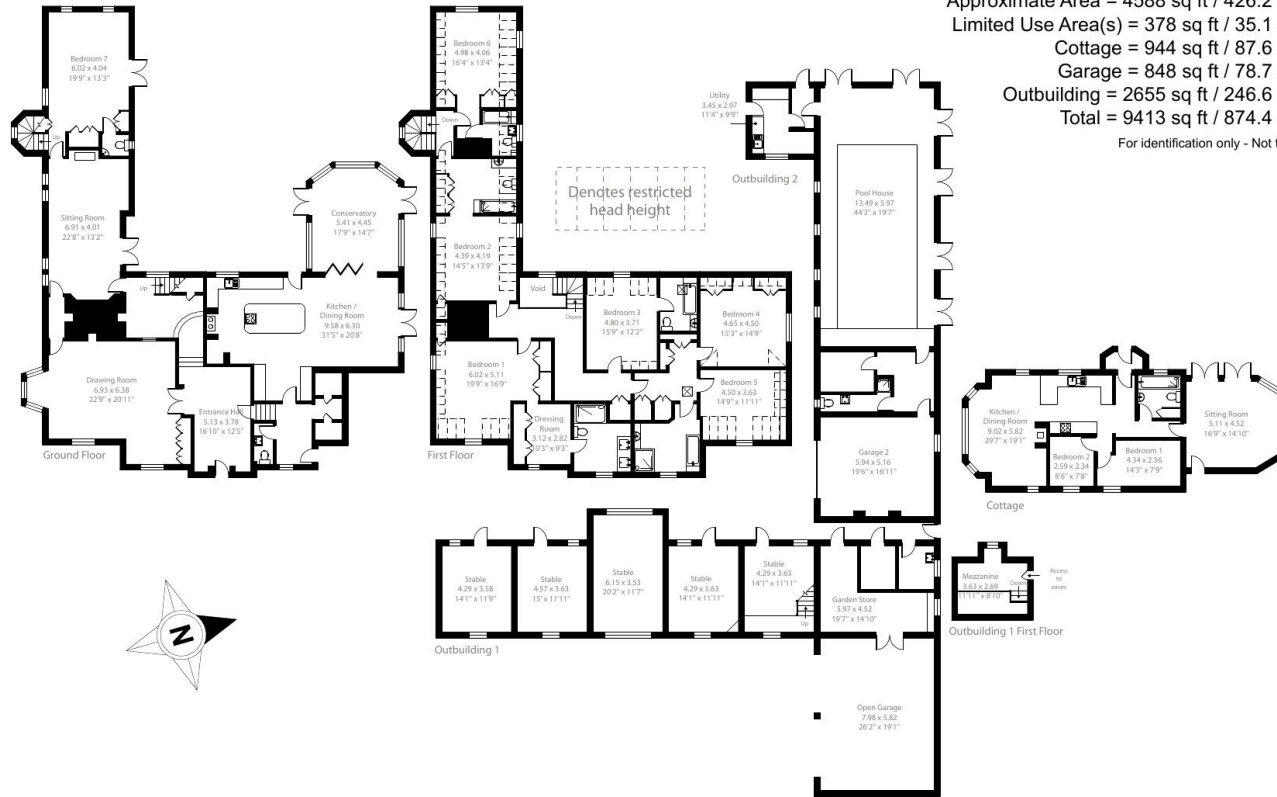 Approximate Area = 4588 sq ft / 426.2
Limited Use Area(s) = 378 sq ft / 35.1
Cottage = 944 sq ft / 87.6
Garage = 848 sq ft / 78.7
Outbuilding = 2655 sq ft / 246.6
Total = 9413 sq ft / 874.4
For identification only - Not
Bedroom 7
6.02 x 4.04
19'9" x 13'3"
Up
Sitting Room
6.91 x 4.01
22'8" x 13'2"
Conservatory
5.41 x 4.45
17'9" x 14'7"
Up
Kitchen /
Dining Room
9.58 x 6.30
31'5" x 20'8"
Drawing Room
6.93 x 6.38
22'9" x 20'11"
Entrance Hall
5.13 x 3.78
16'10" x 12'5"
Ground Floor
Bedroom 6
4.98 x 4.06
16'4" x 13'4"
Down
Bedroom 2
4.39 x 4.19
14'5" x 13'9"
Void
Down
Bedroom 3
4.80 x 3.71
15'9" x 12'2"
Bedroom 4
4.65 x 4.50
15'3" x 14'9"
Bedroom 1
6.02 x 5.11
19'9" x 16'9"
Bedroom 5
4.50 x 3.63
14'9" x 11'11"
Dressing
Room
3.12 x 2.82
10'3" x 9'3"
First Floor
Denotes restricted
head height
Utility
3.45 x 2.97
11'4" x 9'9"
Outbuilding 2
Pool House
13.49 x 5.97
44'3" x 19'7"
Garage 2
5.94 x 5.16
19'6" x 16'11"
Kitchen /
Dining Room
9.02 x 5.82
29'7" x 19'1"
Bedroom 2
2.59 x 2.34
8'6" x 7'8"
Bedroom 1
4.34 x 2.36
14'3" x 7'9"
Sitting Room
5.11 x 4.52
16'9" x 14'10"
Cottage
Stable
4.29 x 3.58
14'1" x 11'9"
Stable
4.57 x 3.63
15' x 11'11"
Stable
6.15 x 3.53
20'2" x 11'7"
Stable
4.29 x 3.63
14'1" x 11'11"
Stable
4.29 x 3.63
14'1" x 11'11"
Up
Garden Store
5.97 x 4.52
19'7" x 14'10"
Outbuilding 1
Mezzanine
3.63 x 2.69
11'11" x 8'10"
Down
Access
to
eaves
Outbuilding 1 First Floor
Open Garage
7.98 x 5.82
26'2" x 19'1"
N